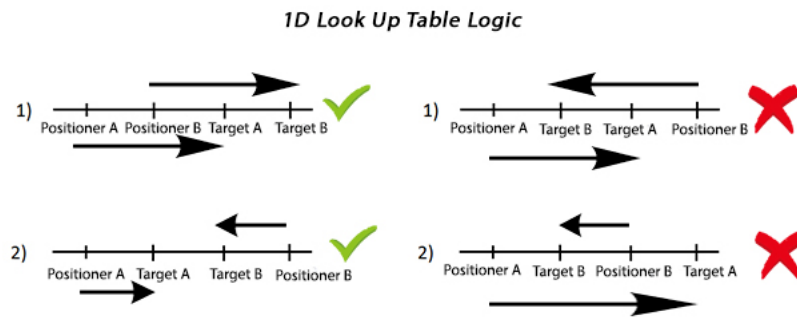 1D Look Up Table Logic
1)
Positioner A Positioner B Target A Target B
1)
Positioner A Target B Target A Positioner B
2)
Positioner A Target A Target B Positioner B
2)
Positioner A Target B Positioner B Target A